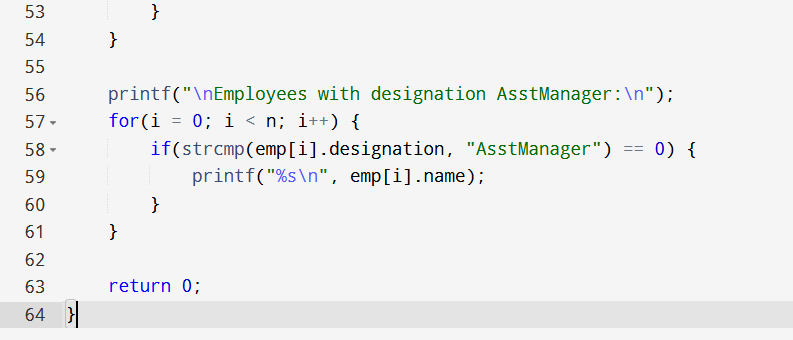 53 }
54 }
55
56 printf("\nEmployees with designation AsstManager:\n");
57 for(i = 0; i < n; i++) {
58 if(strcmp(emp[i].designation, "AsstManager") == 0) {
59 printf("%s\n", emp[i].name);
60 }
61 }
62
63 return 0;
64 }